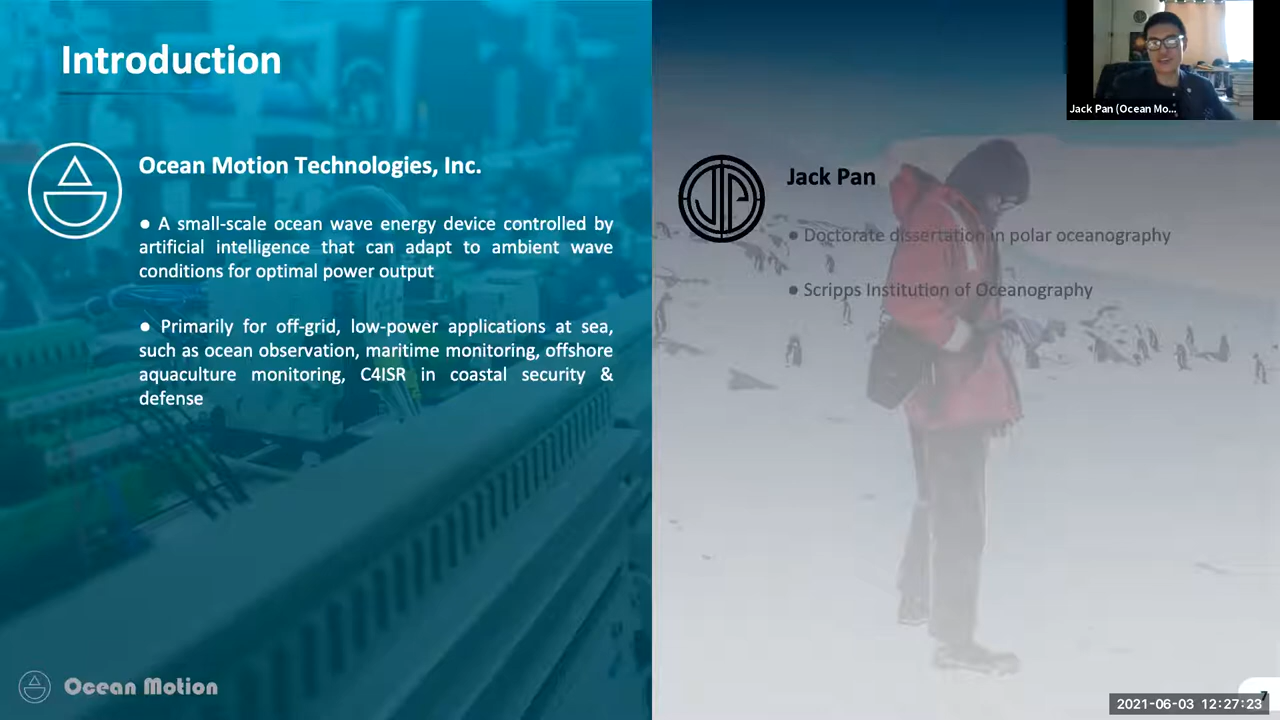 Introduction
Ocean Motion Technologies, Inc.
● A small-scale ocean wave energy device controlled by
artificial intelligence that can adapt to ambient wave
conditions for optimal power output
● Primarily for off-grid, low-power applications at sea,
such as ocean observation, maritime monitoring, offshore
aquaculture monitoring, C4ISR in coastal security &
defense
Ocean Motion
JP
Jack Pan
● Doctorate dissertation in polar oceanography
● Scripps Institution of Oceanography
Jack Pan (Ocean Mo...
7
2021-06-03 12:27:23